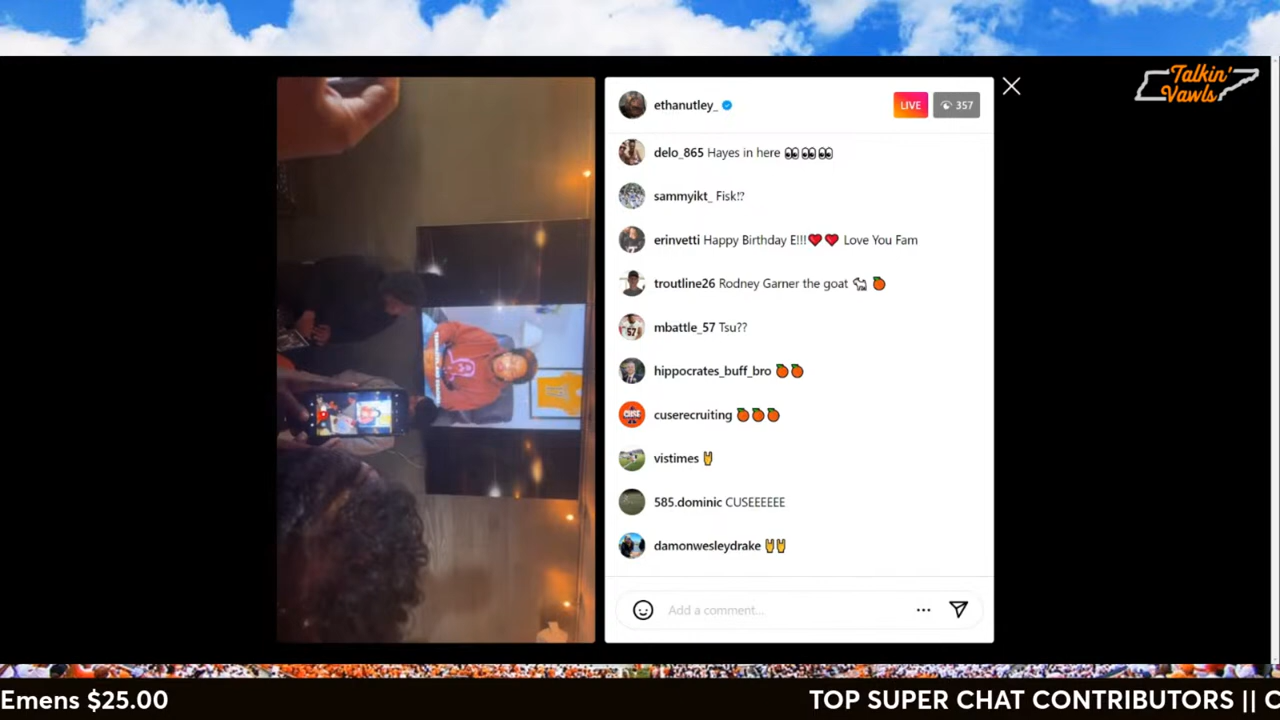 Talkin'
Vawls
ethanutley_
LIVE
357
delo_865 Hayes in here 👀👀👀
sammyikt_ Fisk!?
erinvetti Happy Birthday E!!!❤️❤️ Love You Fam
troutline26 Rodney Garner the goat 🐐🍊
mbattle_57 Tsu??
hippocrates_buff_bro 🍊🍊
cuserecruiting 🍊🍊🍊
vistimes 🤘
585.dominic CUSEEEEEE
damonwesleydrake 🤘🤘
Add a comment...
Emens $25.00
TOP SUPER CHAT CONTRIBUTORS || C